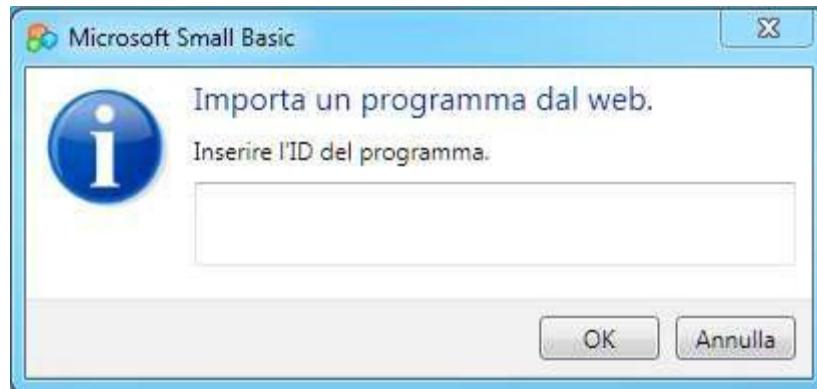 Microsoft Small Basic
Importa un programma dal web.
Inserire l'ID del programma.
OK
Annulla